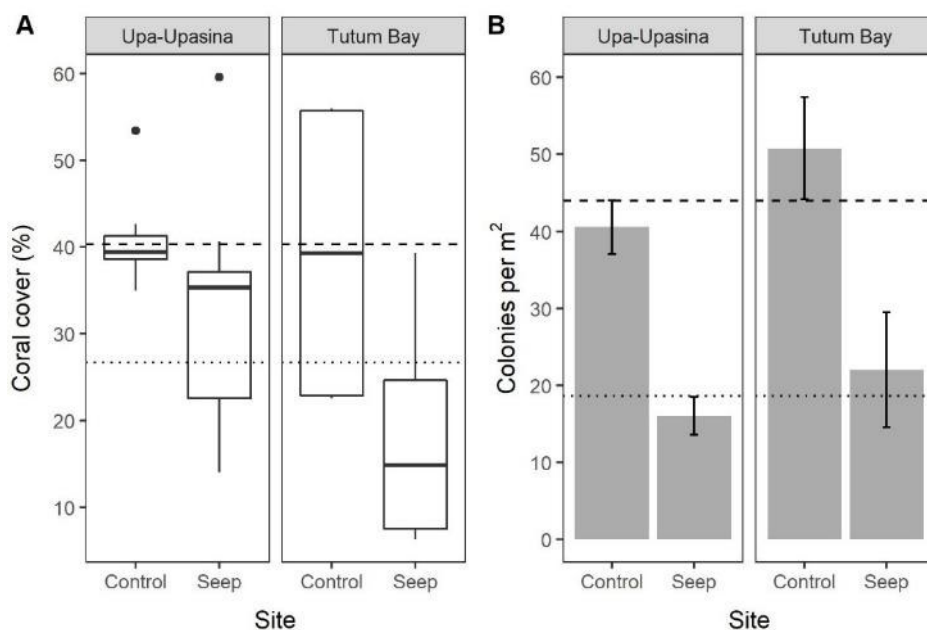 A
Upa-Upasina
Tutum Bay
60
50
40
30
20
10
Coral cover (%)
Control
Seep
Control
Seep
Site
B
Upa-Upasina
Tutum Bay
60
50
40
30
20
10
0
Colonies per m²
Control
Seep
Control
Seep
Site